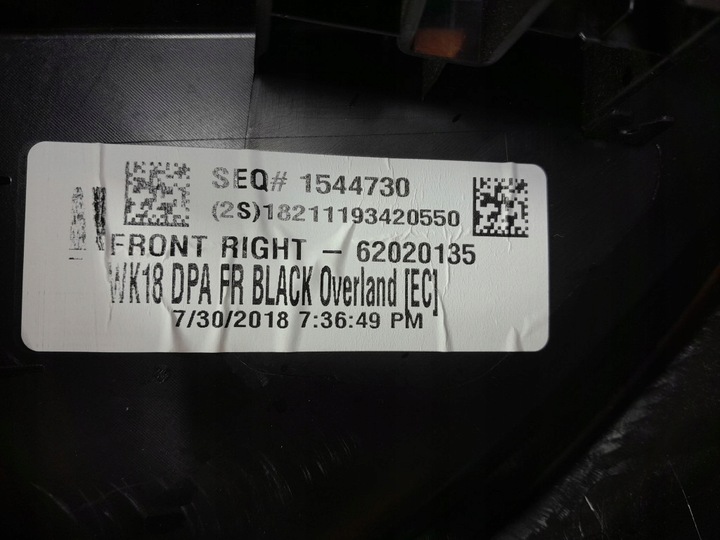 SEQ# 1544730
(2S)18211193420550
FRONT RIGHT – 62020135
WK18 DPA FR BLACK Overland [EC]
7/30/2018 7:36:49 PM